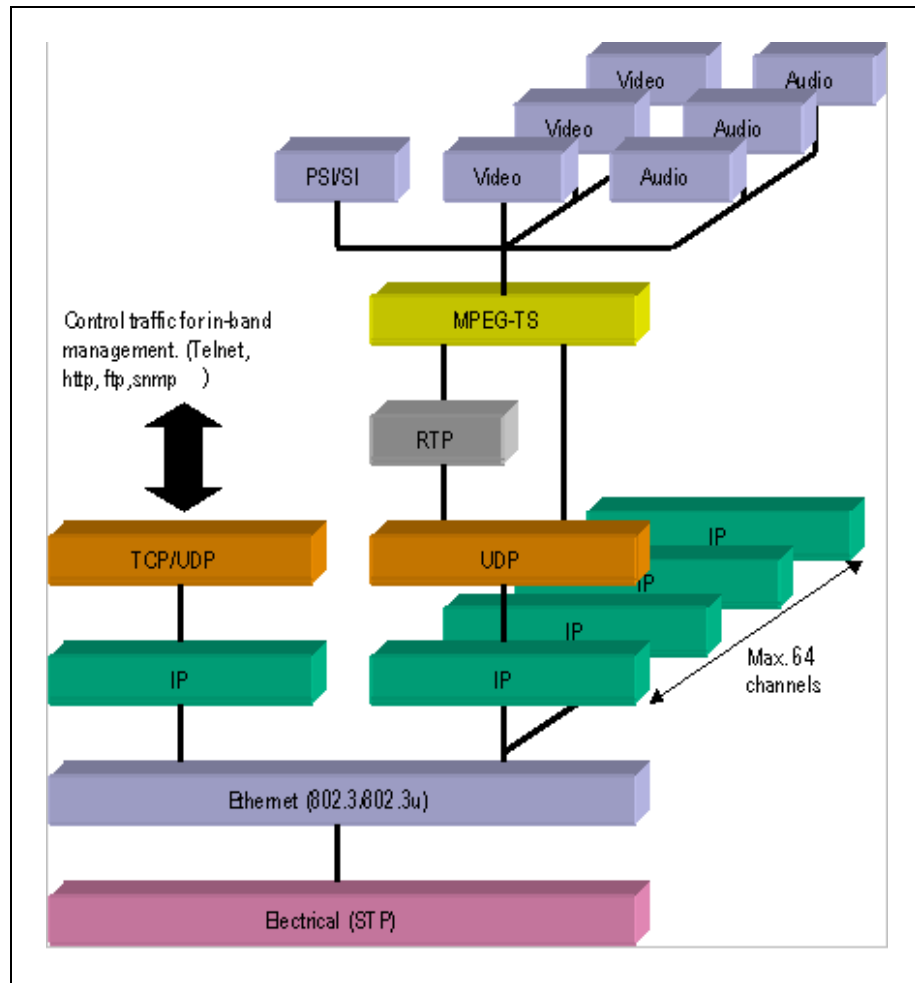 Video
Audio
Video
Audio
PSI/SI
Video
Audio
MPEG-TS
Control traffic for in-band
management. (Telnet,
http, ftp, snmp )
RTP
IP
TCP/UDP
UDP
IP
IP
IP
IP
Max. 64
channels
Ethernet (802.3/802.3u)
Electrical (STP)